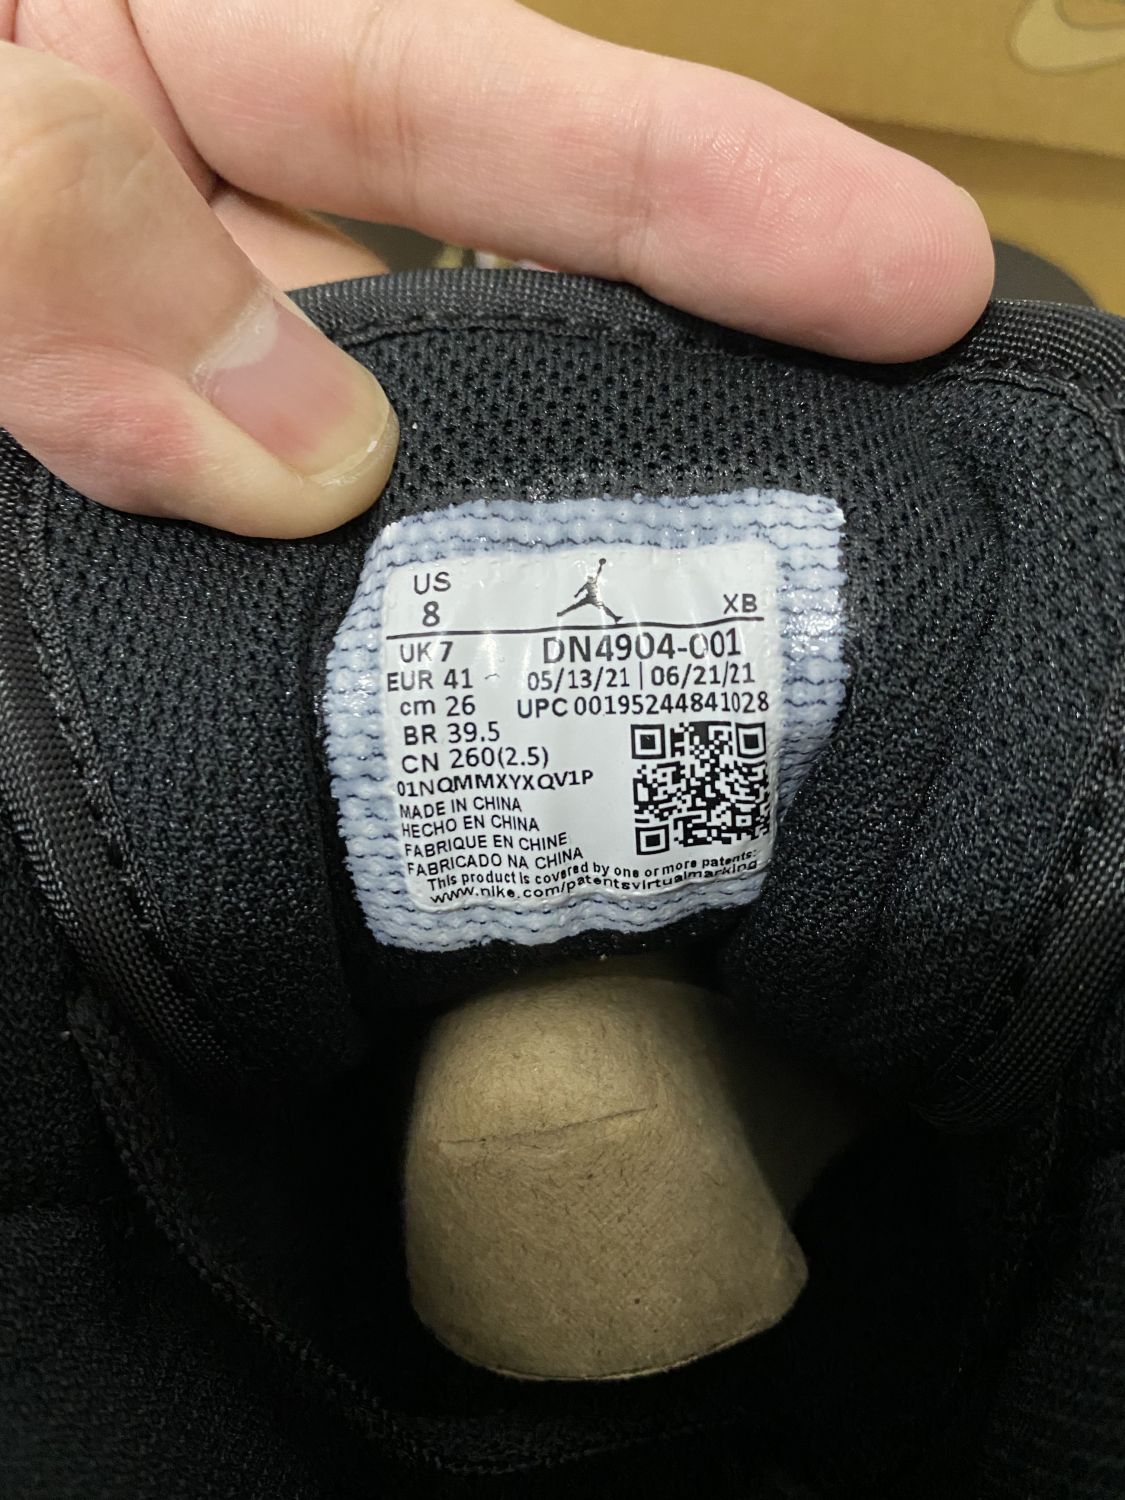 US
8
XB
UK 7
DN4904-001
EUR 41
05/13/21 | 06/21/21
cm 26
UPC 00195244841028
BR 39.5
CN 260(2.5)
01NQMMXYXQV1P
MADE IN CHINA
HECHO EN CHINA
FABRIQUE EN CHINE
FABRICADO NA CHINA
This product is covered by one or more patents:
www.nike.com/patentsvirtualmarking